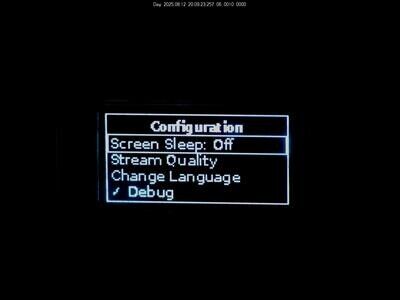 Configuration
Screen Sleep: Off
Stream Quality
Change Language
✓ Debug